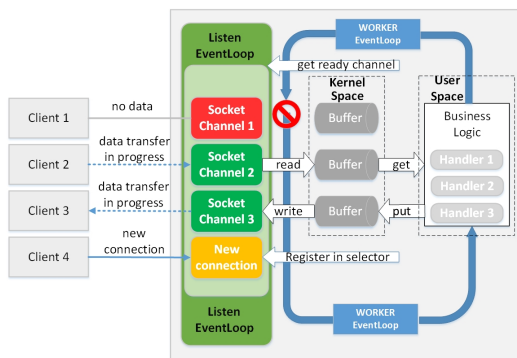 Listen
EventLoop
WORKER
EventLoop
get ready channel
Kernel
Space
User
Space
Client 1
no data
Socket
Channel 1
Buffer
Business
Logic
Client 2
data transfer
in progress
Socket
Channel 2
read
Buffer
get
Handler 1
Handler 2
Client 3
data transfer
in progress
Socket
Channel 3
write
Buffer
put
Handler 3
Client 4
new
connection
New
connection
Register in selector
Listen
EventLoop
WORKER
EventLoop